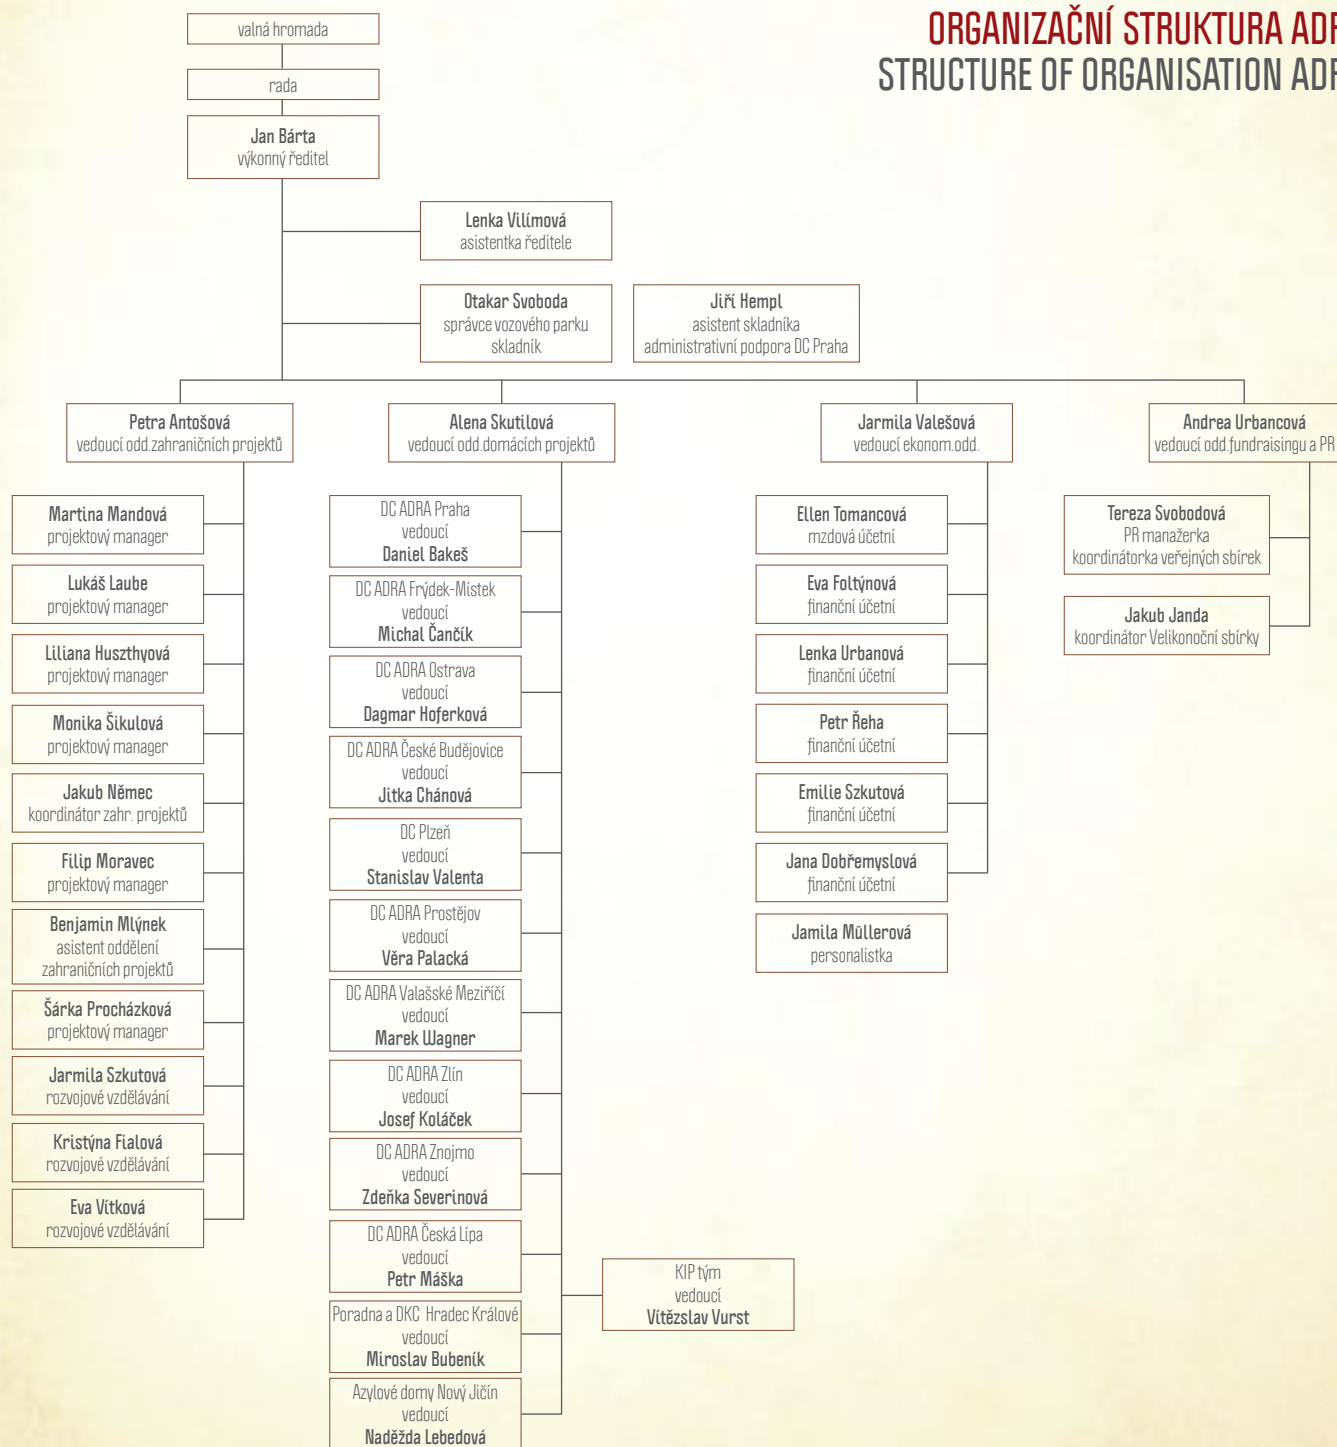 ORGANIZAČNÍ STRUKTURA
STRUCTURE OF ORGANISATION
valná hromada
rada
Jan Bárta
výkonný ředitel
Lenka Vilímová
asistentka ředitele
Otakar Svoboda
správce vozového parku
skladník
Jiří Hempl
asistent skladníka
administrativní podpora DC Praha
Petra Antošová
vedoucí odd.zahraničních projektů
Alena Skutilová
vedoucí odd.domácích projektů
Jarmila Valešová
vedoucí ekonom.odd.
Andrea Urbancová
vedoucí odd.fundraisingu a PR
Martina Mandová
projektový manager
Lukáš Laube
projektový manager
Liliana Huszthyová
projektový manager
Monika Šikulová
projektový manager
Jakub Němec
koordinátor zahr. projektů
Filip Moravec
projektový manager
Benjamin Mlýnek
asistent oddělení
zahraničních projektů
Šárka Procházková
projektový manager
Jarmila Szkutová
rozvojové vzdělávání
Kristýna Fialová
rozvojové vzdělávání
Eva Vítková
rozvojové vzdělávání
DC ADRA Praha
vedoucí
Daniel Bakeš
DC ADRA Frýdek-Místek
vedoucí
Michal Čančík
DC ADRA Ostrava
vedoucí
Dagmar Hoferková
DC ADRA České Budějovice
vedoucí
Jitka Chánová
DC Plzeň
vedoucí
Stanislav Valenta
DC ADRA Prostějov
vedoucí
Věra Palacká
DC ADRA Valašské Meziříčí
vedoucí
Marek Wagner
DC ADRA Zlín
vedoucí
Josef Koláček
DC ADRA Znojmo
vedoucí
Zdeňka Severinová
DC ADRA Česká Lípa
vedoucí
Petr Máška
Poradna a DKC Hradec Králové
vedoucí
Miroslav Bubeník
Azylové domy Nový Jičín
vedoucí
Naděžda Lebedová
KIP tým
vedoucí
Vítězslav Vurst
Ellen Tomancová
mzdová účetní
Eva Foltýnová
finanční účetní
Lenka Urbanová
finanční účetní
Petr Řeha
finanční účetní
Emilie Szkutová
finanční účetní
Jana Dobřemyslová
finanční účetní
Jamila Müllerová
personalistka
Tereza Svobodová
PR manažerka
koordinátorka veřejných sbírek
Jakub Janda
koordinátor Velikonoční sbírky